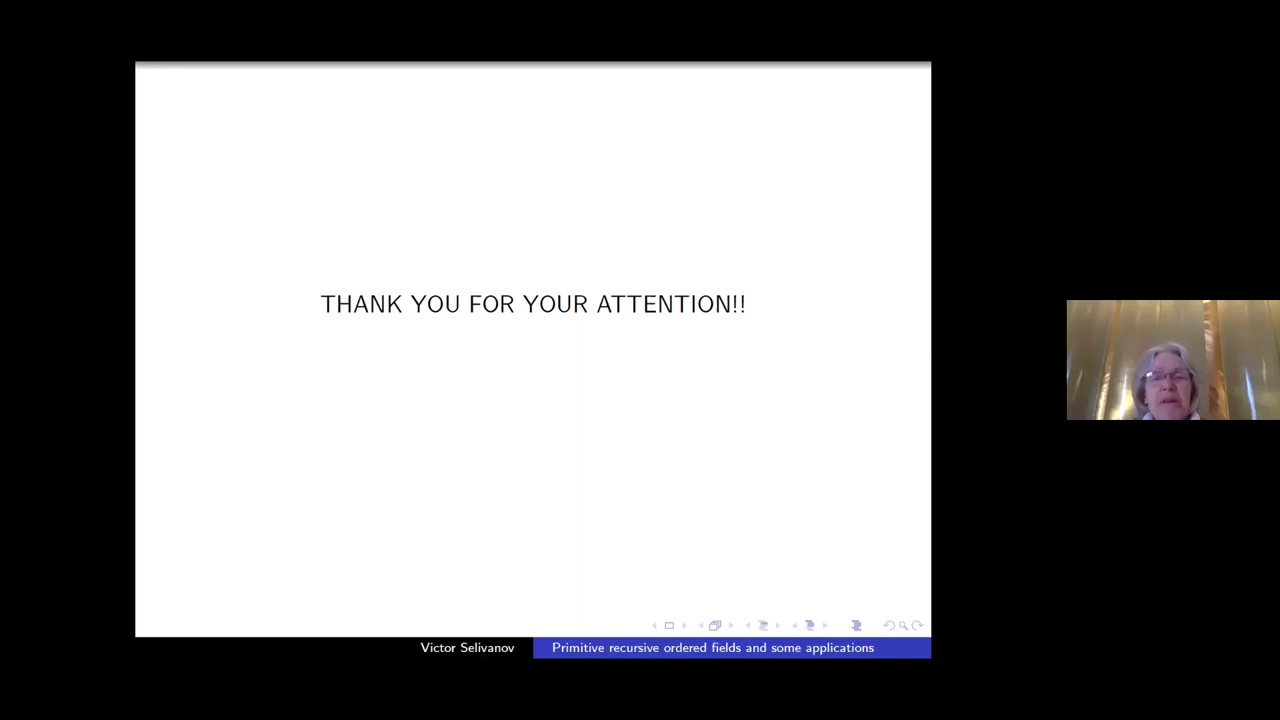 THANK YOU FOR YOUR ATTENTION!!
Victor Selivanov
Primitive recursive ordered fields and some applications